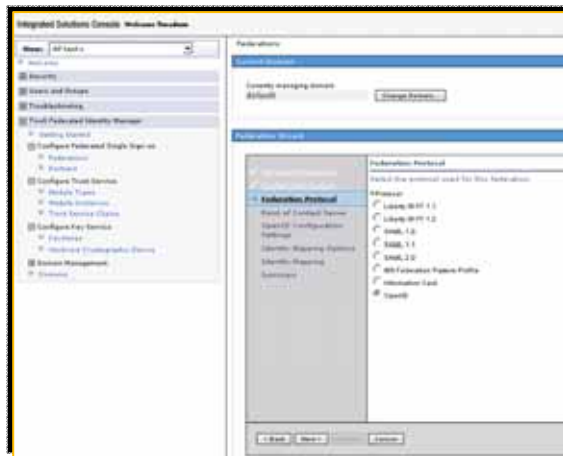 Integrated Solutions Console Welcome
View: All tasks
Welcome
Security
Users and Groups
Troubleshooting
Tivoli Federated Identity Manager
Getting Started
Configure Federated Single Sign-on
Federations
Partners
Configure Trust Service
Module Types
Module Instances
Trust Service Chains
Configure Key Service
Keystores
Hardware Cryptographic Device
Domain Management
Domains
Federations
Current Domain
Currently managing domain
default
Change Domain...
Federation Wizard
Federation Protocol
Point of Contact Server
OpenID Configuration
Settings
Identity Mapping Options
Identity Mapping
Summary
Federation Protocol
Select the protocol used for this federation.
Protocol
Liberty ID-FF 1.1
Liberty ID-FF 1.2
SAML 1.0
SAML 1.1
SAML 2.0
WS-Federation Passive Profile
Information Card
OpenID
< Back
Next >
Cancel